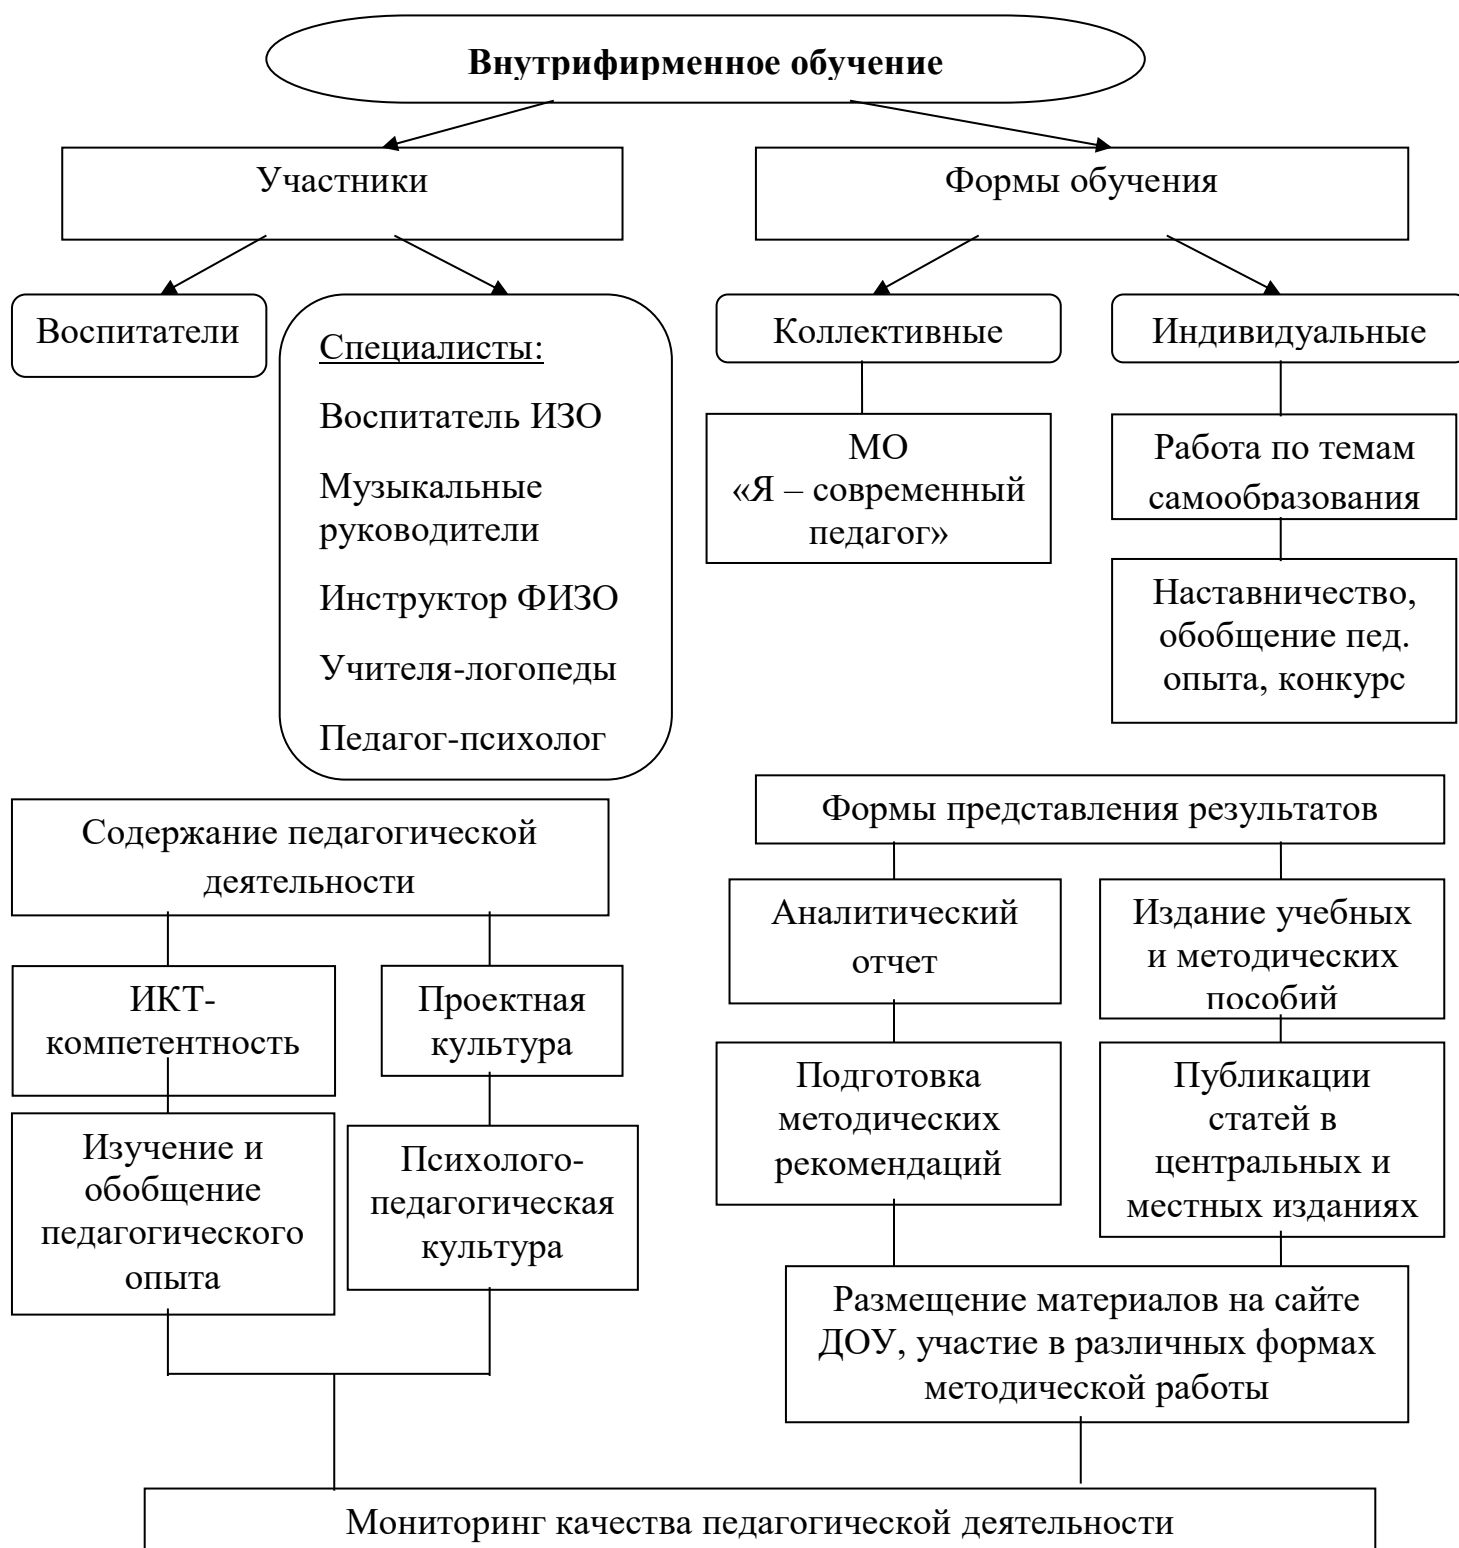 Внутрифирменное обучение
Участники
Формы обучения
Воспитатели
Специалисты:
Воспитатель ИЗО
Музыкальные
руководители
Инструктор ФИЗО
Учителя-логопеды
Педагог-психолог
Коллективные
Индивидуальные
МО
«Я – современный
педагог»
Работа по темам
самообразования
Наставничество,
обобщение пед.
опыта, конкурс
Содержание педагогической
деятельности
ИКТ-
компетентность
Проектная
культура
Изучение и
обобщение
педагогического
опыта
Психолого-
педагогическая
культура
Формы представления результатов
Аналитический
отчет
Издание учебных
и методических
пособий
Подготовка
методических
рекомендаций
Публикации
статей в
центральных и
местных изданиях
Размещение материалов на сайте
ДОУ, участие в различных формах
методической работы
Мониторинг качества педагогической деятельности